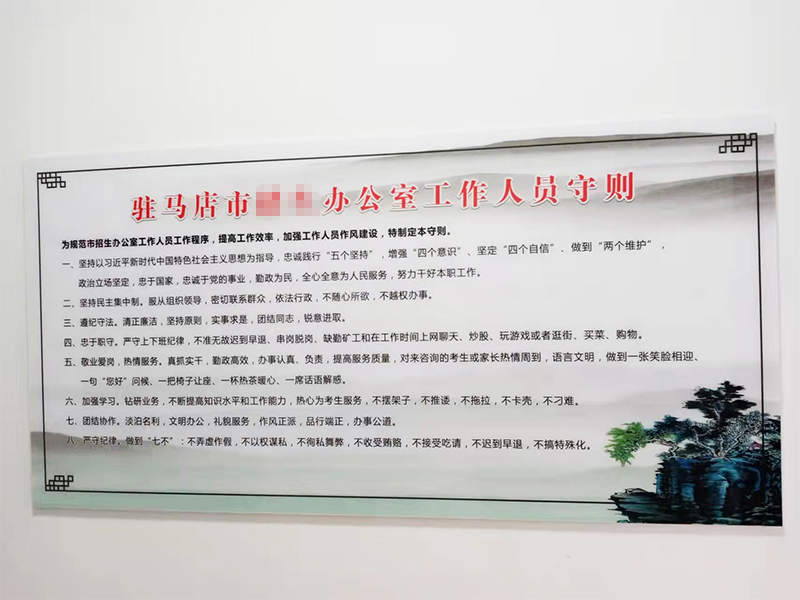 驻马店市 办公室工作人员守则
为规范市招生办公室工作人员工作程序，提高工作效率，加强工作人员作风建设，特制定本守则。
一、坚持以习近平新时代中国特色社会主义思想为指导，忠诚践行“五个坚持”，增强“四个意识”、坚定“四个自信”、做到“两个维护”，
政治立场坚定，忠于国家，忠诚于党的事业，勤政为民，全心全意为人民服务，努力干好本职工作。
二、坚持民主集中制。服从组织领导，密切联系群众，依法行政，不随心所欲，不越权办事。
三、遵纪守法。清正廉洁，坚持原则，实事求是，团结同志，锐意进取。
四、忠于职守。严守上下班纪律，不准无故迟到早退、串岗脱岗、缺勤矿工和在工作时间上网聊天、炒股、玩游戏或者逛街、买菜、购物。
五、敬业爱岗，热情服务。真抓实干，勤政高效，办事认真、负责，提高服务质量，对来咨询的考生或家长热情周到，语言文明，做到一张笑脸相迎、
一句“您好”问候、一把椅子让座、一杯热茶暖心、一席话语解惑。
六、加强学习。钻研业务，不断提高知识水平和工作能力，热心为考生服务，不摆架子，不推诿，不拖拉，不卡壳，不刁难。
七、团结协作。淡泊名利，文明办公，礼貌服务，作风正派，品行端正，办事公道。
八、严守纪律。做到“七不”：不弄虚作假，不以权谋私，不徇私舞弊，不收受贿赂，不接受吃请，不迟到早退，不搞特殊化。